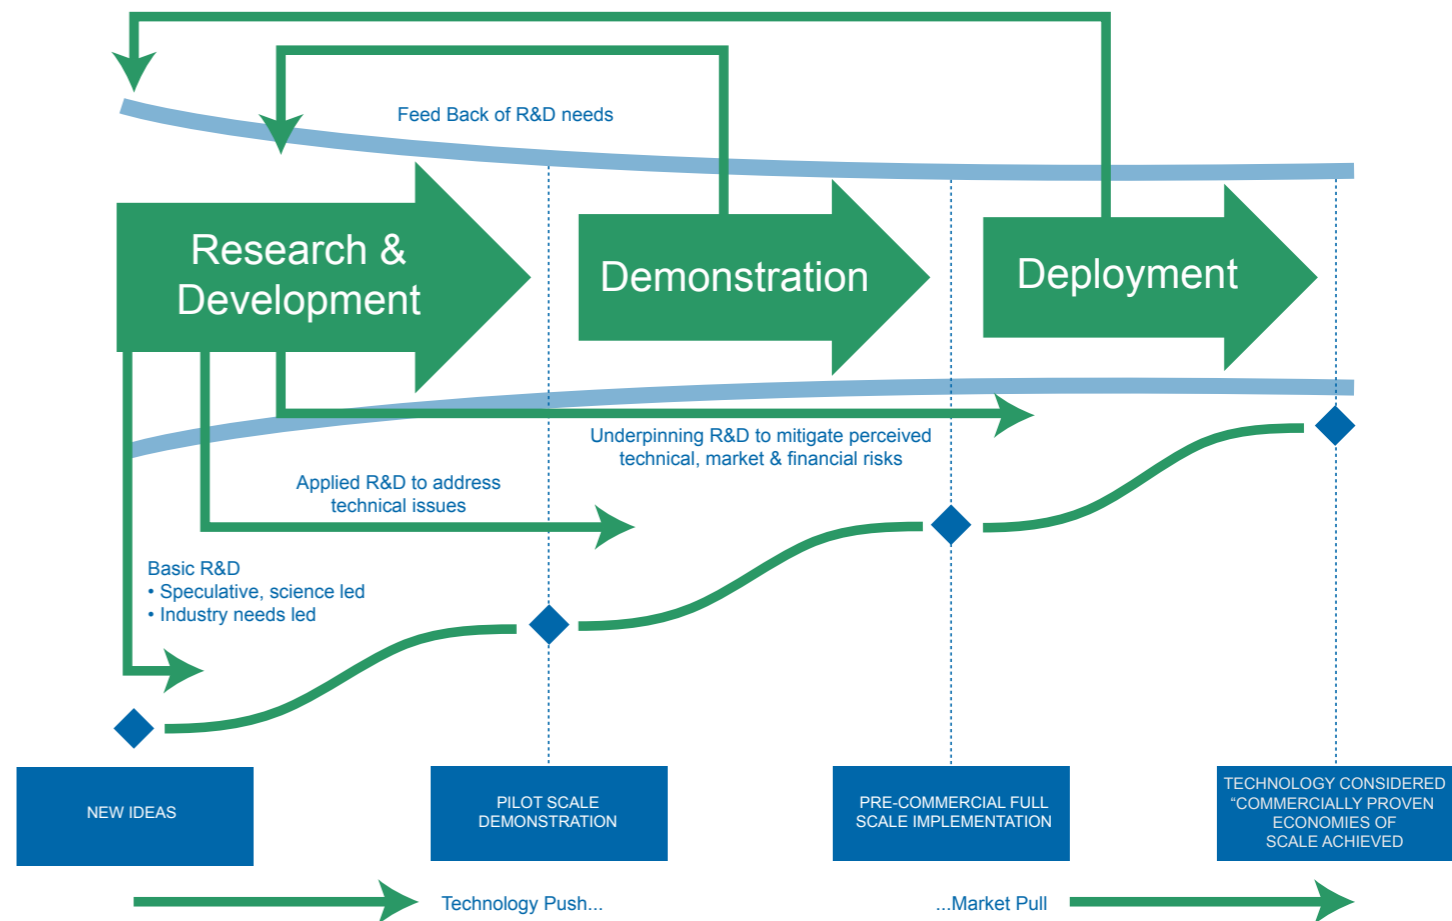 Feed Back of R&D needs
Research &
Development
Demonstration
Deployment
Underpinning R&D to mitigate perceived
technical, market & financial risks
Applied R&D to address
technical issues
Basic R&D
• Speculative, science led
• Industry needs led
NEW IDEAS
PILOT SCALE
DEMONSTRATION
PRE-COMMERCIAL FULL
SCALE IMPLEMENTATION
TECHNOLOGY CONSIDERED
“COMMERCIALLY PROVEN
ECONOMIES OF
SCALE ACHIEVED
Technology Push...
...Market Pull